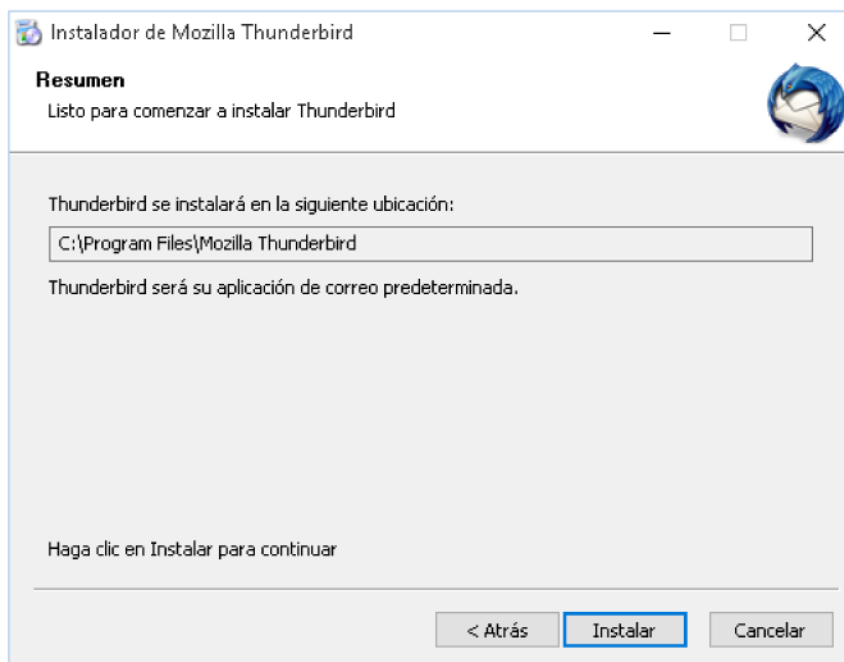 Instalador de Mozilla Thunderbird
Resumen
Listo para comenzar a instalar Thunderbird
Thunderbird se instalará en la siguiente ubicación:
C:\Program Files\Mozilla Thunderbird
Thunderbird será su aplicación de correo predeterminada.
Haga clic en Instalar para continuar
< Atrás
Instalar
Cancelar